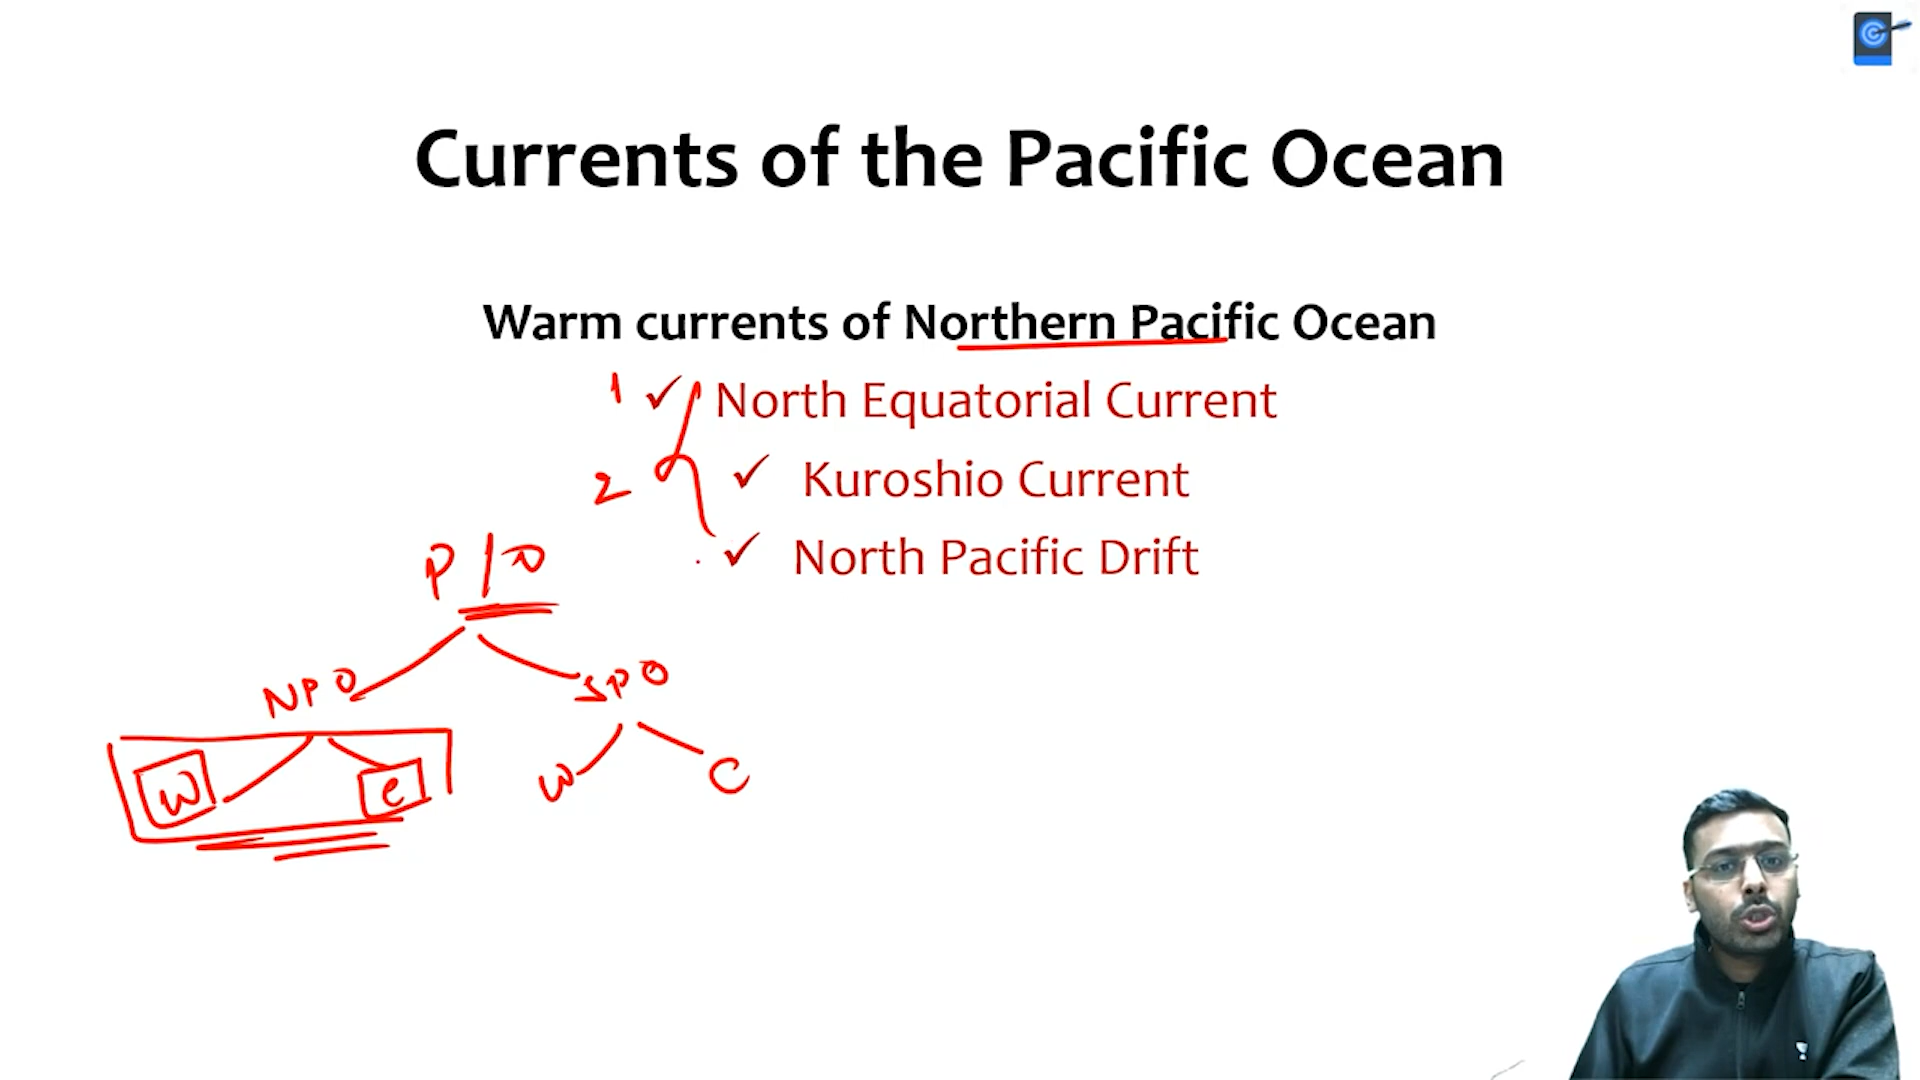 Currents of the Pacific Ocean
Warm currents of Northern Pacific Ocean
1 ✓ North Equatorial Current
2 ✓ Kuroshio Current
✓ North Pacific Drift
P/O
NPO SPO
W C W C